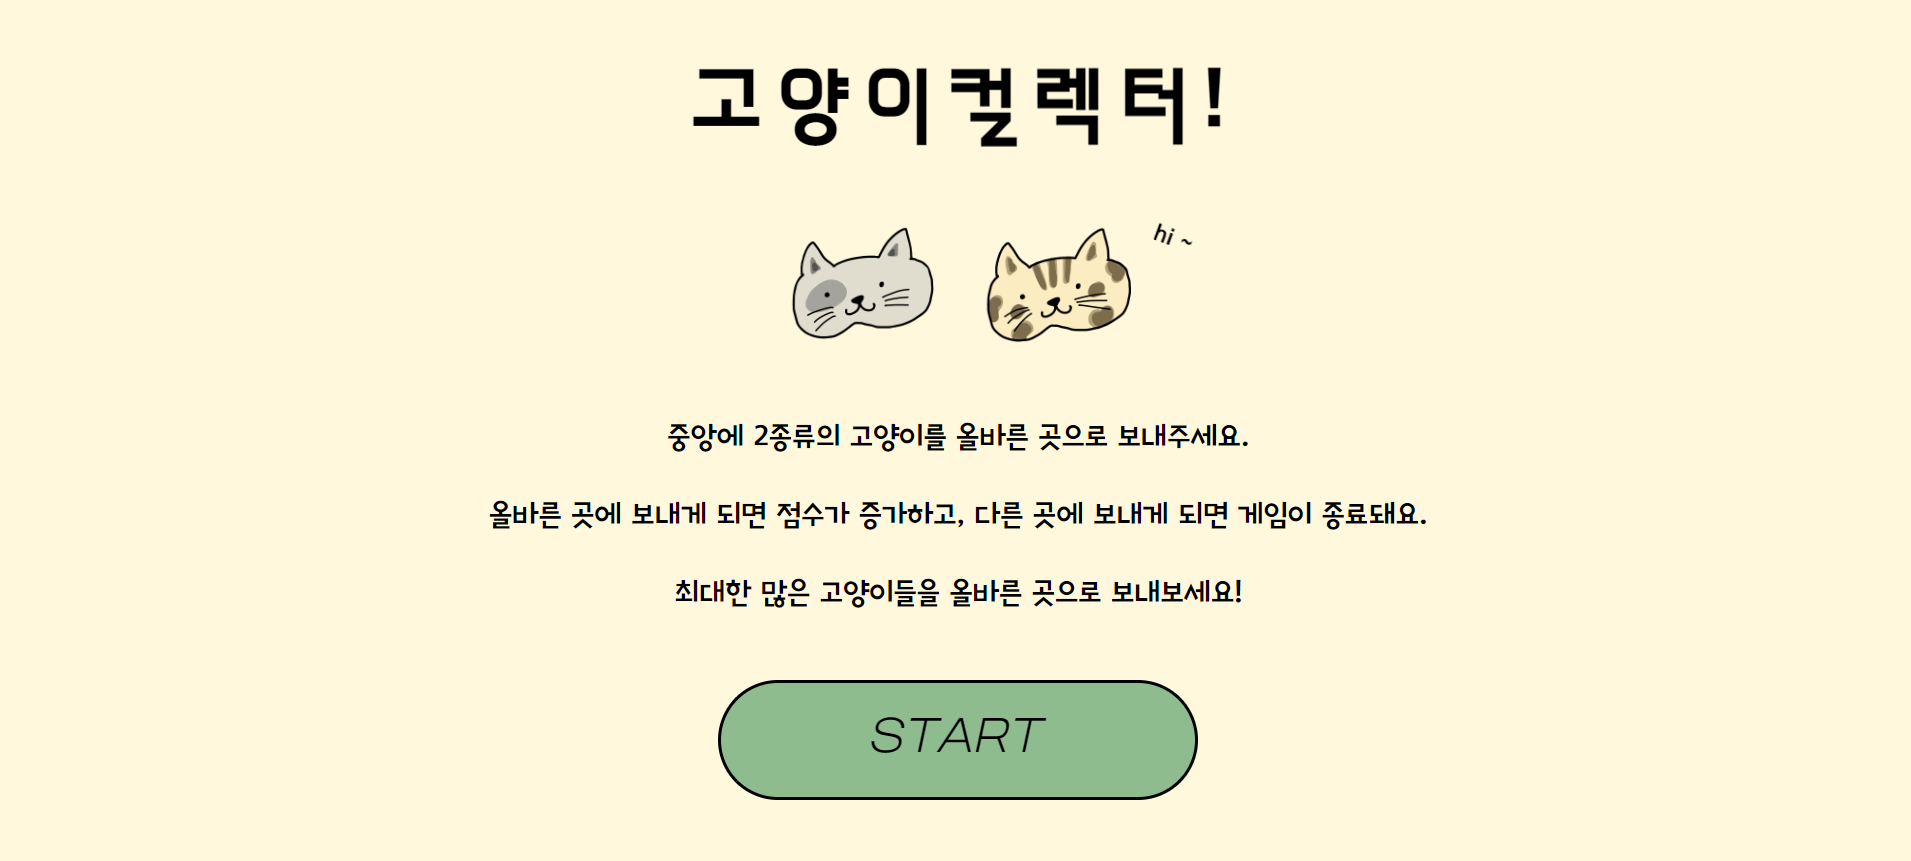 고양이컬렉터!
hi ~
중앙에 2종류의 고양이를 올바른 곳으로 보내주세요.
올바른 곳에 보내게 되면 점수가 증가하고, 다른 곳에 보내게 되면 게임이 종료돼요.
최대한 많은 고양이들을 올바른 곳으로 보내보세요!
START